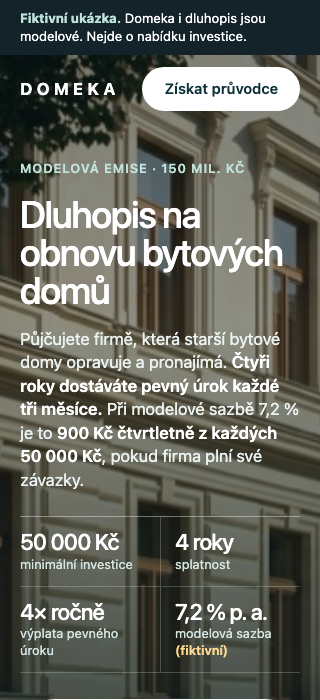 Fiktivní ukázka. Domeka i dluhopis jsou
modelové. Nejde o nabídku investice.
DOMEKA
Získat průvodce
MODELOVÁ EMISE · 150 MIL. KČ
Dluhopis na
obnovu bytových
domů
Půjčujete firmě, která starší bytové
domy opravuje a pronajímá. Čtyři
roky dostáváte pevný úrok každé
tři měsíce. Při modelové sazbě 7,2 %
je to 900 Kč čtvrtletně z každých
50 000 Kč, pokud firma plní své
závazky.
50 000 Kč
minimální investice
4 roky
splatnost
4× ročně
výplata pevného
úroku
7,2 % p. a.
modelová sazba
(fiktivní)